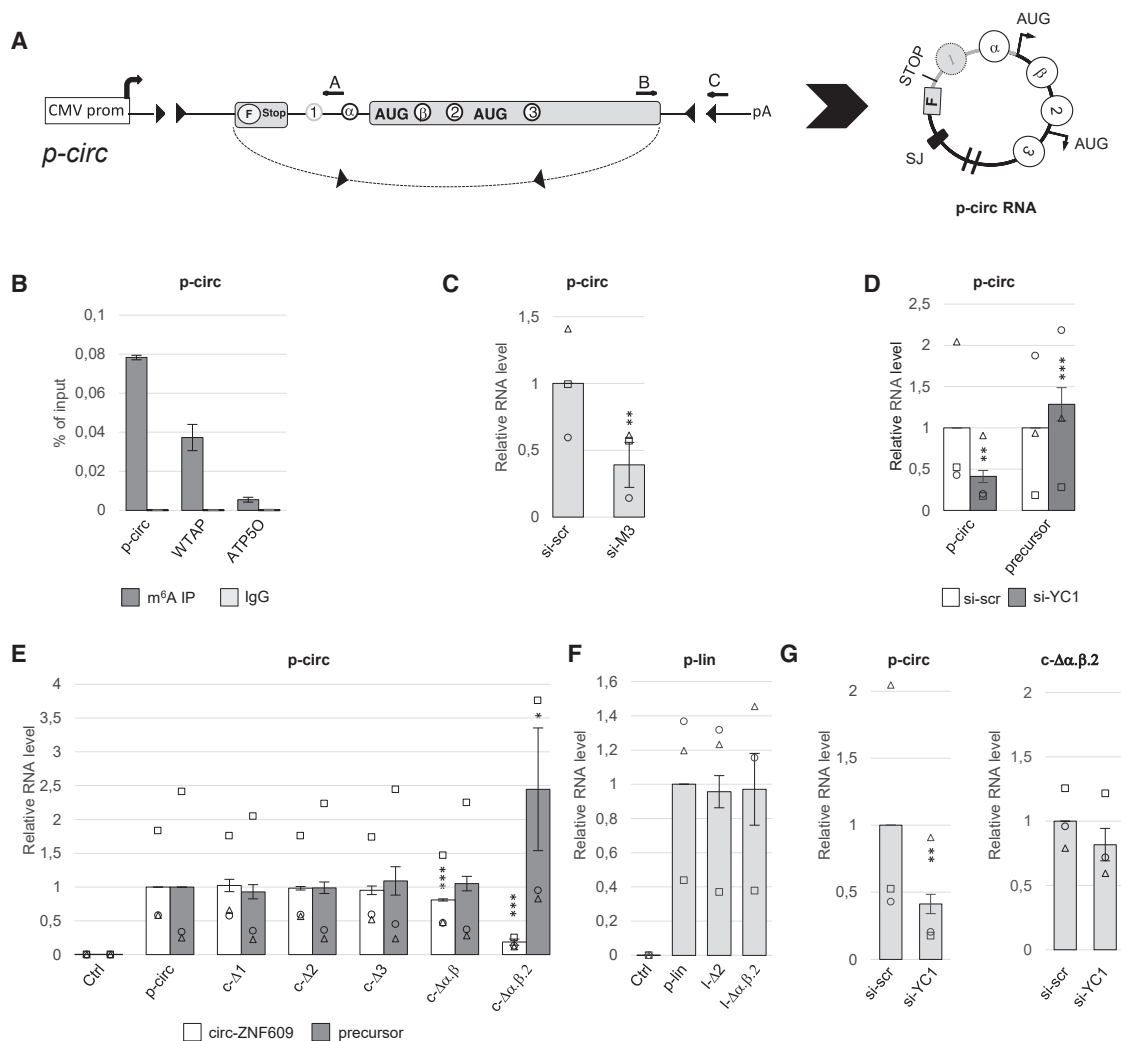 A
CMV prom
p-circ
F Stop
1
α
AUG β 2 AUG 3
A
B
C
pA
AUG
STOP
1
α
β
2
3
F
AUG
SJ
p-circ RNA
B
p-circ
% of input
0,1
0,08
0,06
0,04
0,02
0
p-circ
WTAP
ATP5O
m⁶A IP
IgG
C
p-circ
Relative RNA level
1,5
1
0,5
0
**
si-scr
si-M3
D
p-circ
Relative RNA level
2,5
2
1,5
1
0,5
0
**
***
p-circ
precursor
si-scr
si-YC1
E
p-circ
Relative RNA level
4
3,5
3
2,5
2
1,5
1
0,5
0
***
***
*
Ctrl
p-circ
c-Δ1
c-Δ2
c-Δ3
c-Δα.β
c-Δα.β.2
circ-ZNF609
precursor
F
p-lin
Relative RNA level
1,6
1,4
1,2
1
0,8
0,6
0,4
0,2
0
Ctrl
p-lin
l-Δ2
l-Δα.β.2
G
p-circ
Relative RNA level
2
1,5
1
0,5
0
**
si-scr
si-YC1
c-Δα.β.2
Relative RNA level
2
1,5
1
0,5
0
si-scr
si-YC1